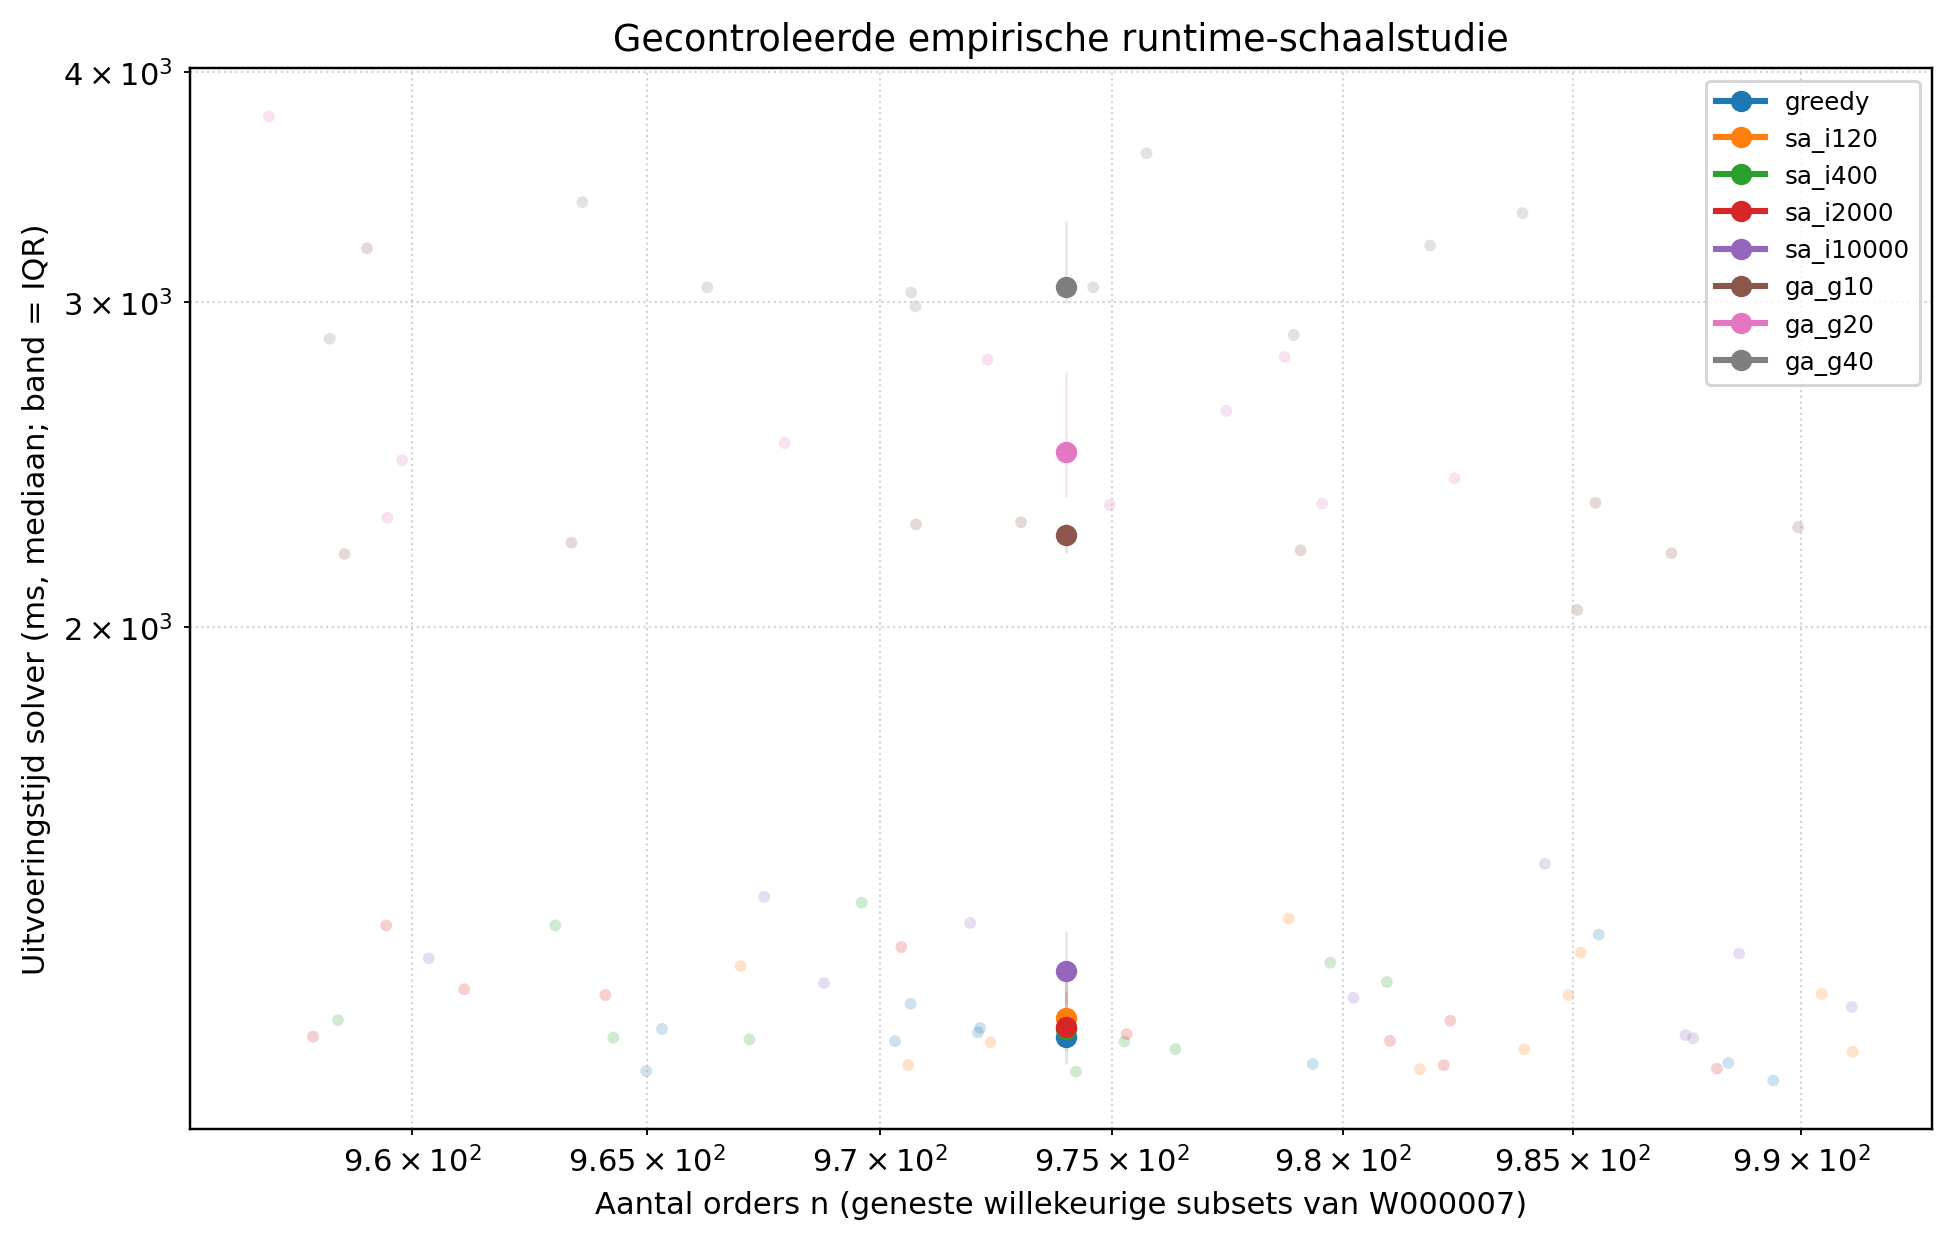 Gecontroleerde empirische runtime-schaalstudie
4 × 10³
3 × 10³
2 × 10³
Uitvoeringstijd solver (ms, mediaan; band = IQR)
greedy
sa_i120
sa_i400
sa_i2000
sa_i10000
ga_g10
ga_g20
ga_g40
9.6 × 10² 9.65 × 10² 9.7 × 10² 9.75 × 10² 9.8 × 10² 9.85 × 10² 9.9 × 10²
Aantal orders n (geneste willekeurige subsets van W000007)